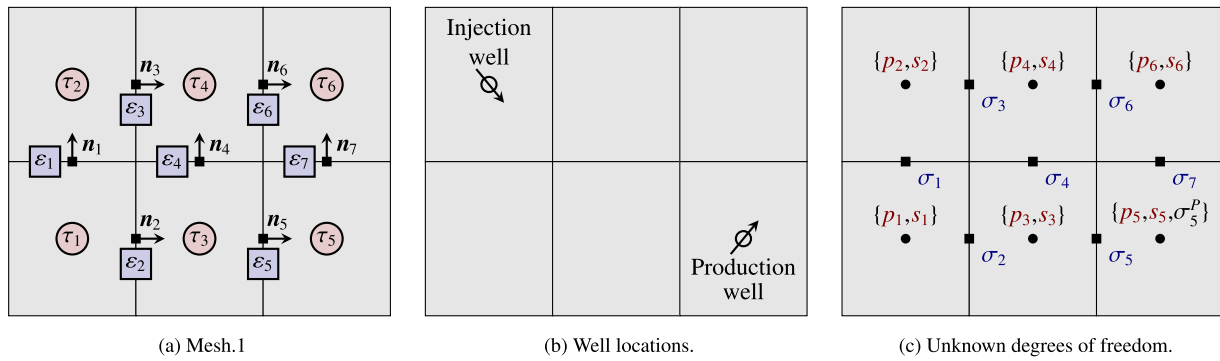 n₃ n₆
τ₂ τ₄ τ₆
ε₃ ε₆
ε₁ n₁ ε₄ n₄ ε₇ n₇
n₂ n₅
τ₁ τ₃ τ₅
ε₂ ε₅
(a) Mesh.1
Injection
well
Production
well
(b) Well locations.
{p₂,s₂} {p₄,s₄} {p₆,s₆}
σ₃ σ₆
σ₁ σ₄ σ₇
{p₁,s₁} {p₃,s₃} {p₅,s₅,σ₅ᴾ}
σ₂ σ₅
(c) Unknown degrees of freedom.